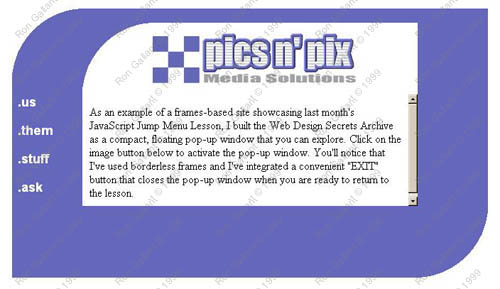 pics n' pix
Media Solutions
.us
.them
.stuff
.ask
As an example of a frames-based site showcasing last month's
JavaScript Jump Menu Lesson, I built the Web Design Secrets Archive
as a compact, floating pop-up window that you can explore. Click on the
image button below to activate the pop-up window. You'll notice that
I've used borderless frames and I've integrated a convenient "EXIT"
button that closes the pop-up window when you are ready to return to
the lesson.
Ron Gallant © 1999